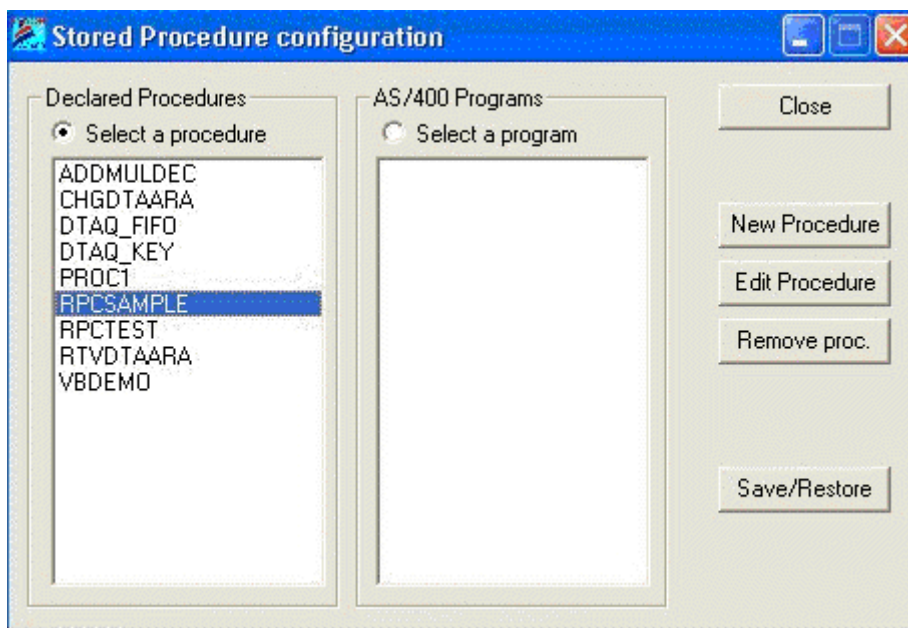 Stored Procedure configuration
Declared Procedures
Select a procedure
ADDMULDEC
CHGDTAARA
DTAQ_FIFO
DTAQ_KEY
PROC1
RPCSAMPLE
RPCTEST
RTVDTAARA
VBDEMO
AS/400 Programs
Select a program
Close
New Procedure
Edit Procedure
Remove proc.
Save/Restore